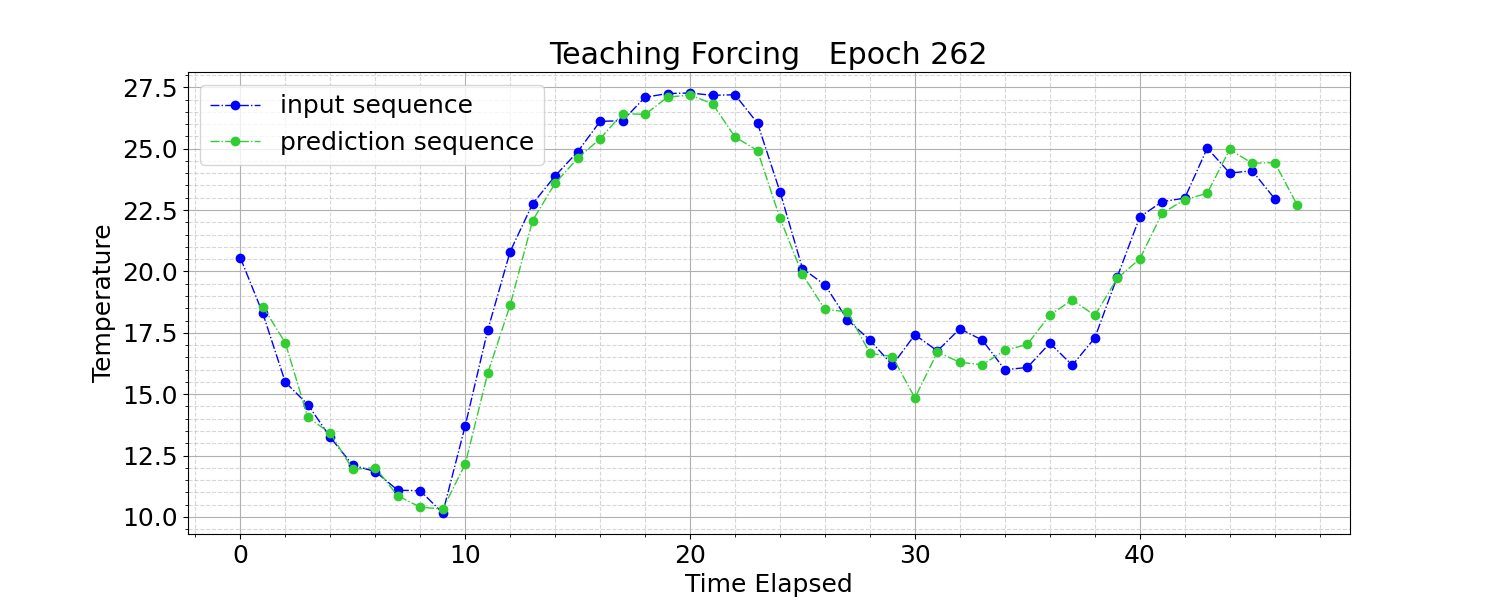 Teaching Forcing   Epoch 262
input sequence
prediction sequence
27.5
25.0
22.5
20.0
17.5
15.0
12.5
10.0
Temperature
0 10 20 30 40
Time Elapsed